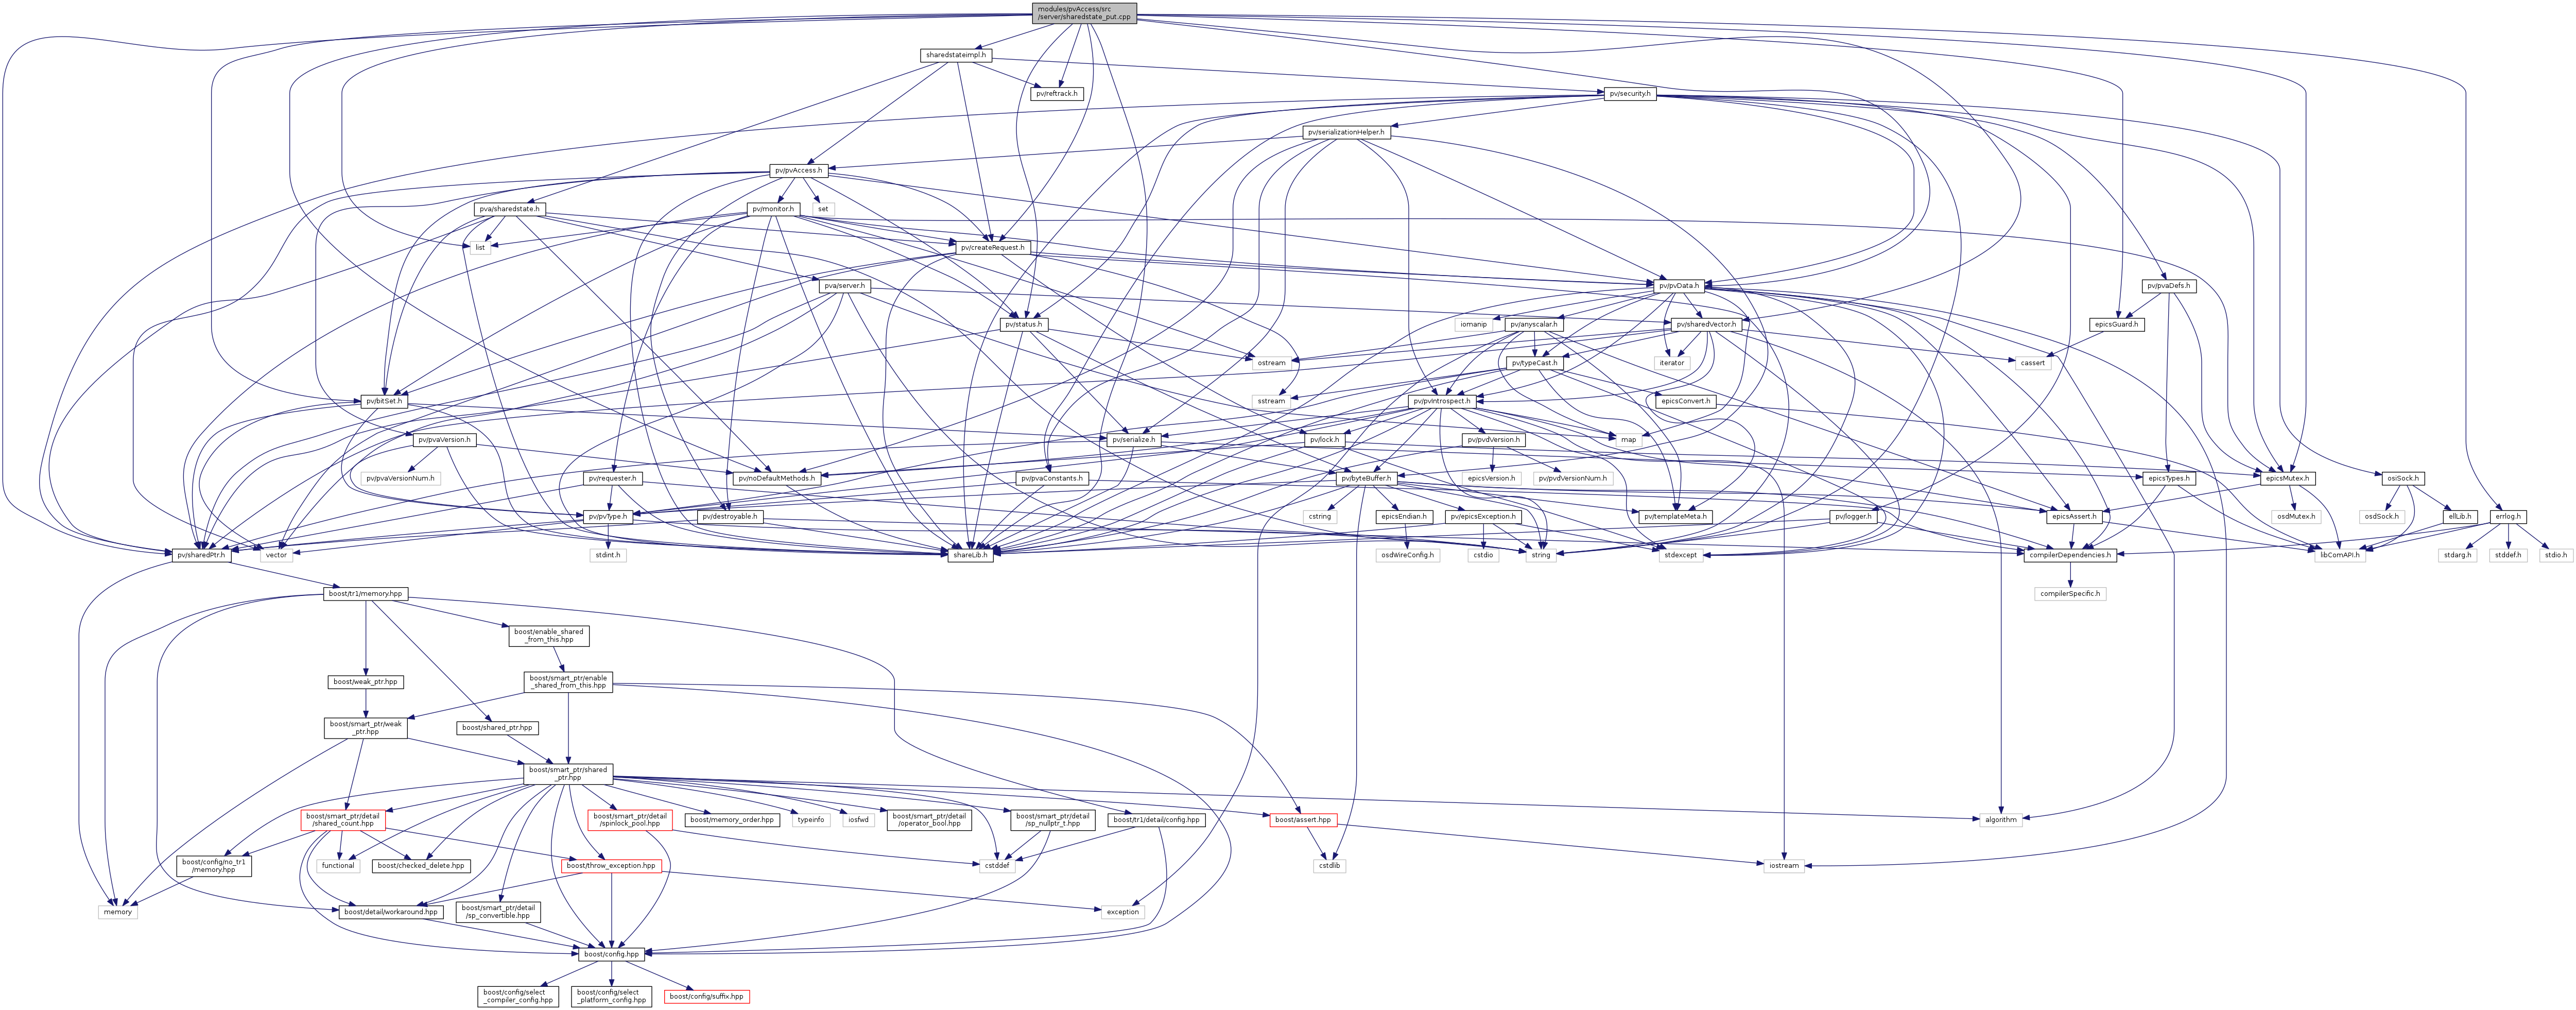 modules/pvAccess/src
/server/sharedstate_put.cpp
sharedstateimpl.h
pv/reftrack.h
pv/security.h
pv/serializationHelper.h
pv/pvAccess.h
pva/sharedstate.h
pv/monitor.h
set
list
pv/createRequest.h
pva/server.h
pv/pvData.h
pv/pvaDefs.h
pv/status.h
iomanip
pv/anyscalar.h
pv/sharedVector.h
epicsGuard.h
ostream
pv/typeCast.h
iterator
cassert
pv/bitSet.h
sstream
pv/pvIntrospect.h
epicsConvert.h
pv/pvaVersion.h
pv/serialize.h
pv/lock.h
pv/pvdVersion.h
map
pv/pvaVersionNum.h
pv/requester.h
pv/noDefaultMethods.h
pv/pvaConstants.h
pv/byteBuffer.h
epicsVersion.h
pv/pvdVersionNum.h
epicsTypes.h
epicsMutex.h
osiSock.h
pv/pvType.h
pv/destroyable.h
cstring
epicsEndian.h
pv/epicsException.h
pv/templateMeta.h
pv/logger.h
epicsAssert.h
osdMutex.h
osdSock.h
ellLib.h
errlog.h
pv/sharedPtr.h
vector
stdint.h
shareLib.h
osdWireConfig.h
cstdio
string
stdexcept
compilerDependencies.h
libComAPI.h
stdarg.h
stddef.h
stdio.h
boost/tr1/memory.hpp
compilerSpecific.h
boost/enable_shared
_from_this.hpp
boost/weak_ptr.hpp
boost/smart_ptr/enable
_shared_from_this.hpp
boost/smart_ptr/weak
_ptr.hpp
boost/shared_ptr.hpp
boost/smart_ptr/shared
_ptr.hpp
boost/smart_ptr/detail
/shared_count.hpp
boost/smart_ptr/detail
/spinlock_pool.hpp
boost/memory_order.hpp
typeinfo
iosfwd
boost/smart_ptr/detail
/operator_bool.hpp
boost/smart_ptr/detail
/sp_nullptr_t.hpp
boost/tr1/detail/config.hpp
boost/assert.hpp
algorithm
boost/config/no_tr1
/memory.hpp
functional
boost/checked_delete.hpp
boost/throw_exception.hpp
cstddef
cstdlib
iostream
memory
boost/detail/workaround.hpp
boost/smart_ptr/detail
/sp_convertible.hpp
exception
boost/config.hpp
boost/config/select
_compiler_config.hpp
boost/config/select
_platform_config.hpp
boost/config/suffix.hpp